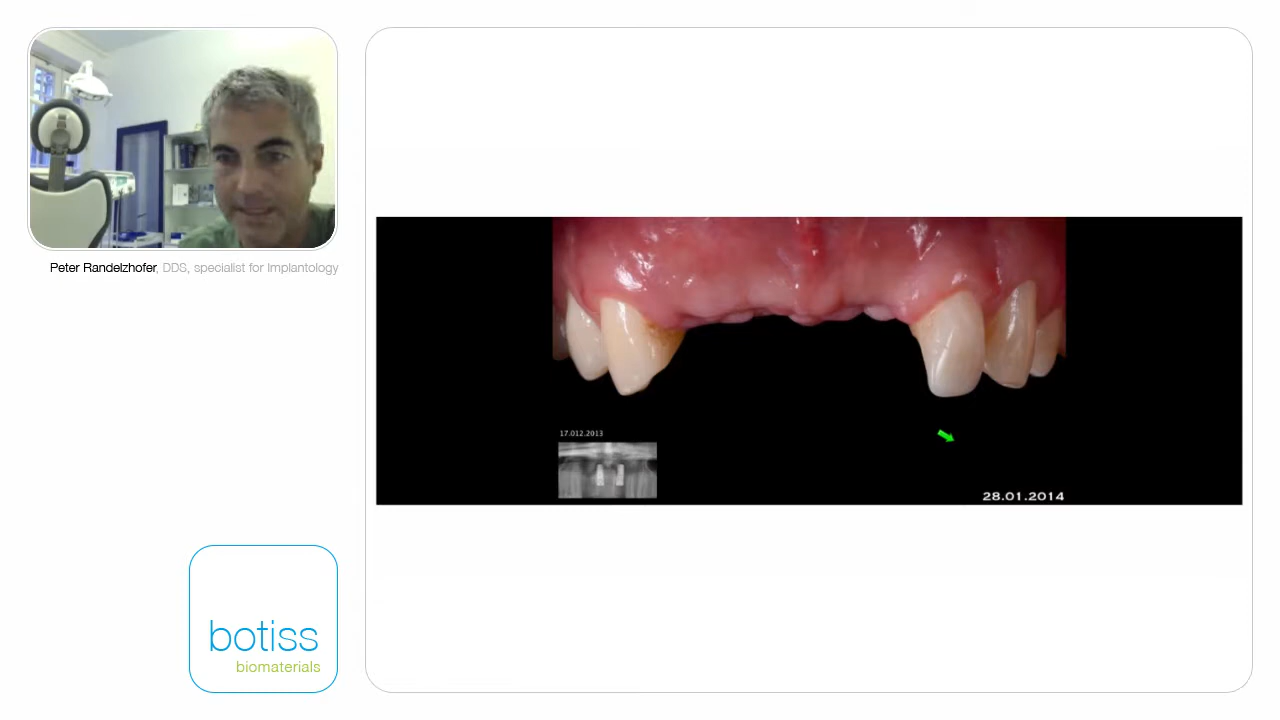 Peter Randelzhofer, DDS, specialist for Implantology
17.012.2013
28.01.2014
botiss
biomaterials